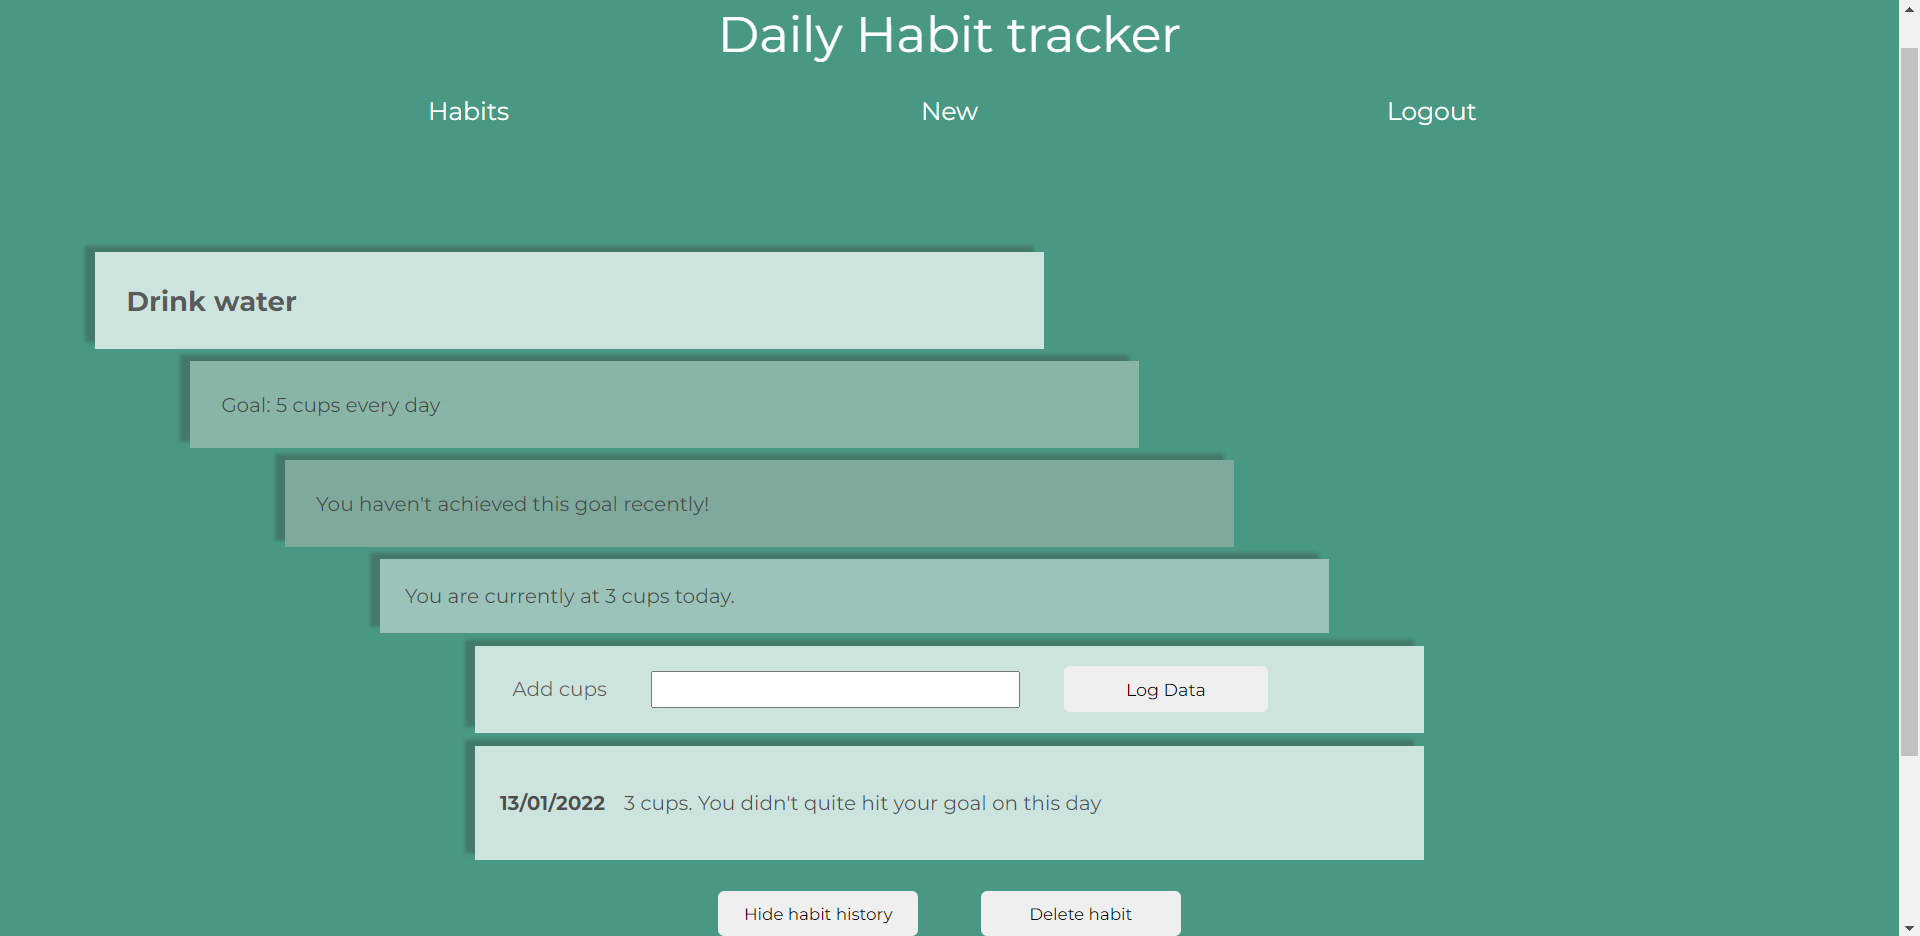 Daily Habit tracker
Habits New Logout
Drink water
Goal: 5 cups every day
You haven't achieved this goal recently!
You are currently at 3 cups today.
Add cups Log Data
13/01/2022 3 cups. You didn't quite hit your goal on this day
Hide habit history Delete habit